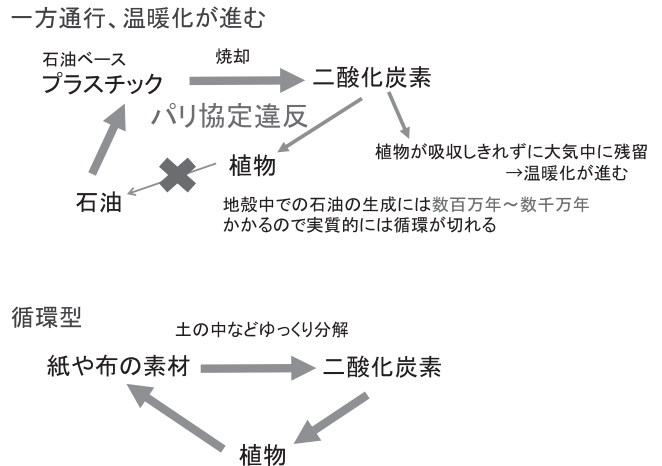 一方通行、温暖化が進む
石油ベース
プラスチック
焼却
二酸化炭素
パリ協定違反
植物が吸収しきれずに大気中に残留
→温暖化が進む
植物
石油
地殻中での石油の生成には数百万年〜数千万年
かかるので実質的には循環が切れる
循環型
土の中などゆっくり分解
紙や布の素材
二酸化炭素
植物